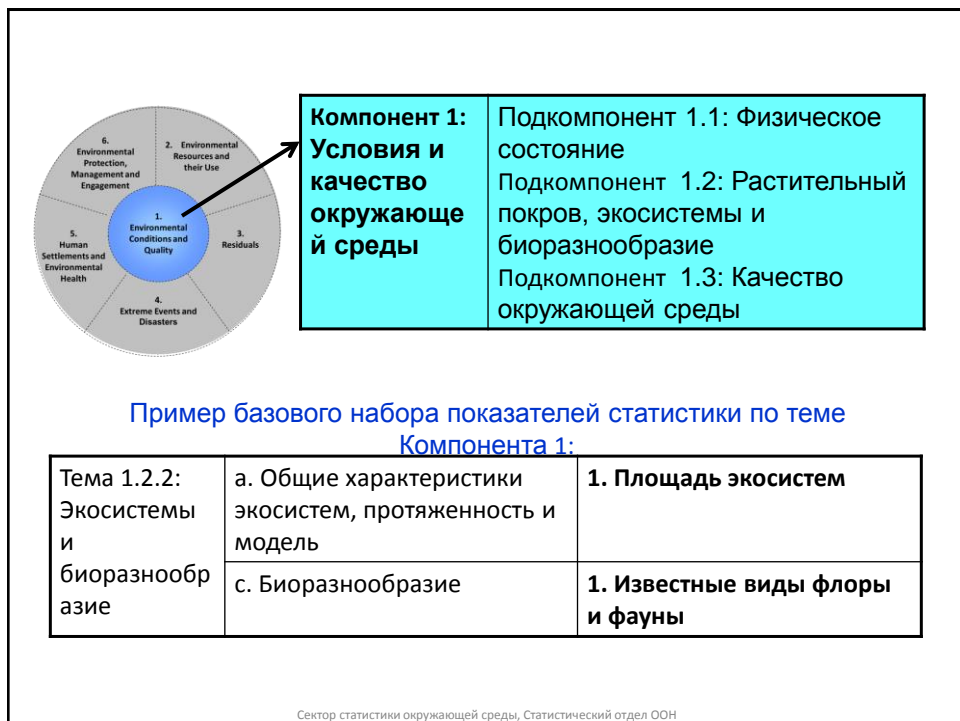 6.
Environmental
Protection,
Management and
Engagement
2. Environmental
Resources and
their Use
1.
Environmental
Conditions and
Quality
5.
Human
Settlements and
Environmental
Health
3.
Residuals
4.
Extreme Events and
Disasters
Компонент 1:
Условия и
качество
окружающе
й среды
Подкомпонент 1.1: Физическое
состояние
Подкомпонент 1.2: Растительный
покров, экосистемы и
биоразнообразие
Подкомпонент 1.3: Качество
окружающей среды
Пример базового набора показателей статистики по теме
Компонента 1:
Тема 1.2.2:
Экосистемы
и
биоразнообр
азие
a. Общие характеристики
экосистем, протяженность и
модель
1. Площадь экосистем
c. Биоразнообразие
1. Известные виды флоры
и фауны
Сектор статистики окружающей среды, Статистический отдел ООН